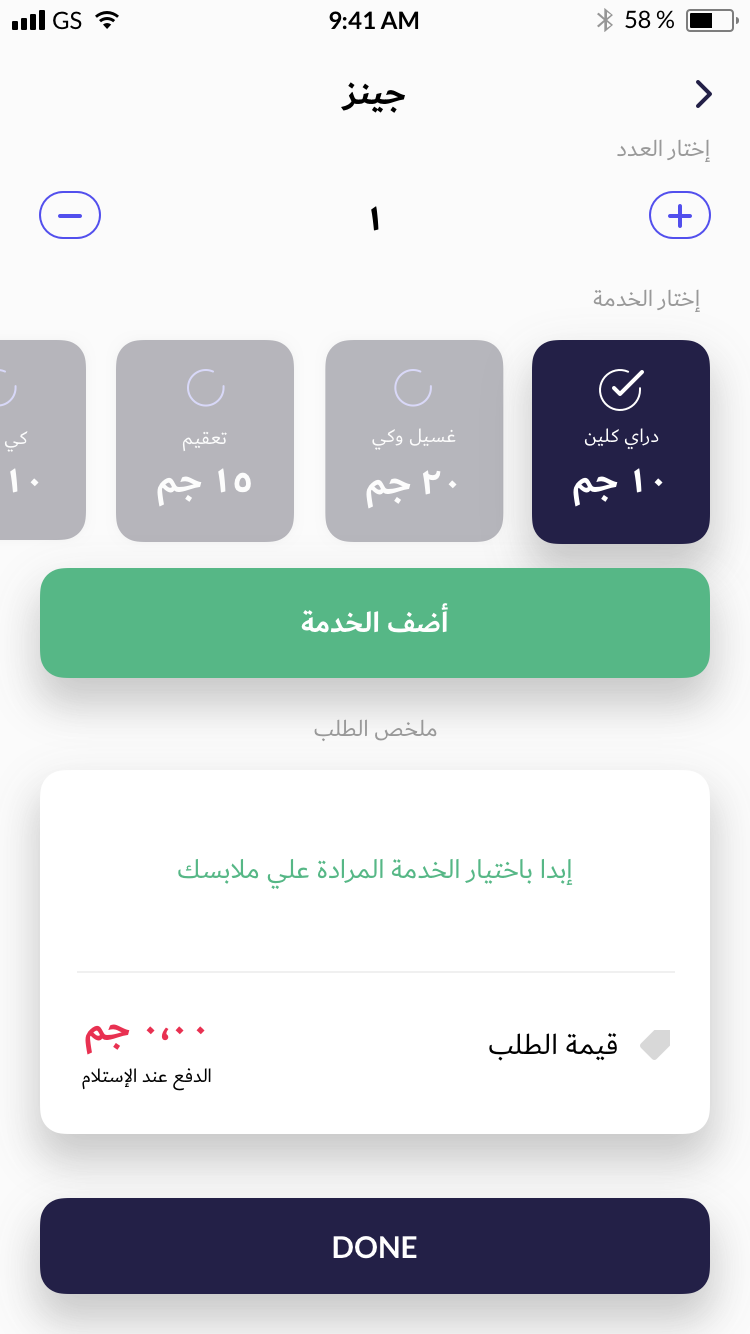 GS 9:41 AM 58 %
جينز
إختار العدد
١
إختار الخدمة
دراي كلين
١٠ جم
غسيل وكي
٢٠ جم
تعقيم
١٥ جم
كي
١٠
أضف الخدمة
ملخص الطلب
إبدا باختيار الخدمة المرادة علي ملابسك
قيمة الطلب
٠،٠٠ جم
الدفع عند الإستلام
DONE